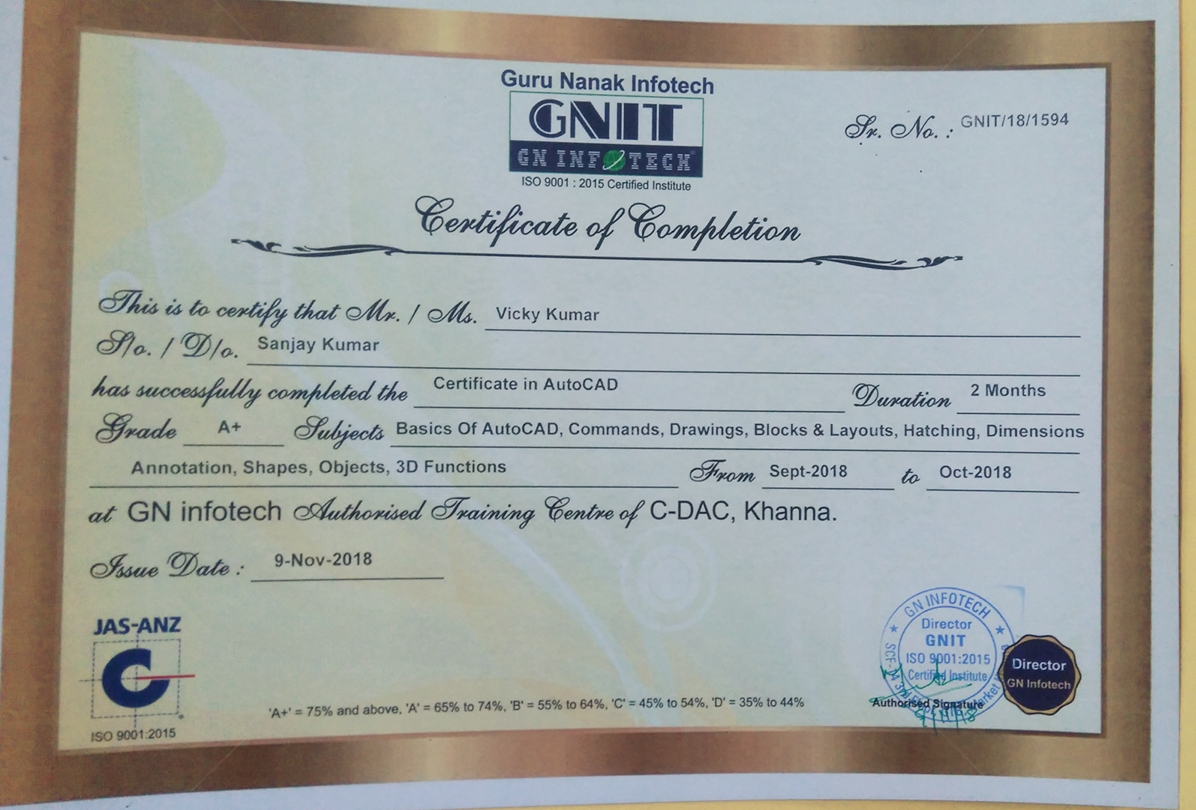 Guru Nanak Infotech
GNIT
GN INFOTECH
Sr. No. : GNIT/18/1594
ISO 9001 : 2015 Certified Institute
Certificate of Completion
This is to certify that Mr. / Ms. Vicky Kumar
S/o. / D/o. Sanjay Kumar
has successfully completed the Certificate in AutoCAD Duration 2 Months
Grade A+ Subjects Basics Of AutoCAD, Commands, Drawings, Blocks & Layouts, Hatching, Dimensions
Annotation, Shapes, Objects, 3D Functions From Sept-2018 to Oct-2018
at GN infotech Authorised Training Centre of C-DAC, Khanna.
Issue Date : 9-Nov-2018
JAS-ANZ
C
ISO 9001:2015
'A+' = 75% and above, 'A' = 65% to 74%, 'B' = 55% to 64%, 'C' = 45% to 54%, 'D' = 35% to 44%
GN INFOTECH
Director
GNIT
ISO 9001:2015
Certified Institute
Authorised Signature
Director
GN Infotech